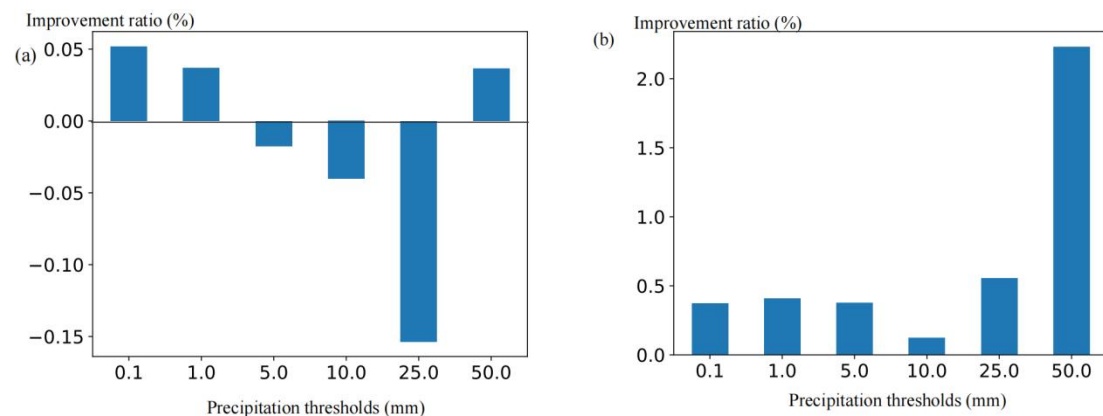 Improvement ratio (%)
(a)
0.05
0.00
−0.05
−0.10
−0.15
0.1 1.0 5.0 10.0 25.0 50.0
Precipitation thresholds (mm)
Improvement ratio (%)
(b)
2.0
1.5
1.0
0.5
0.0
0.1 1.0 5.0 10.0 25.0 50.0
Precipitation thresholds (mm)